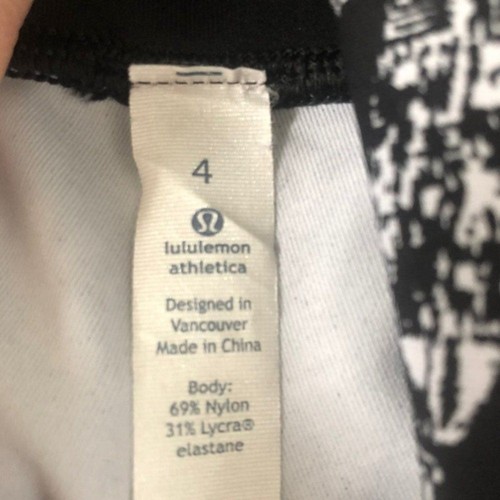 4
lululemon
athletica
Designed in
Vancouver
Made in China
Body:
69% Nylon
31% Lycra®
elastane